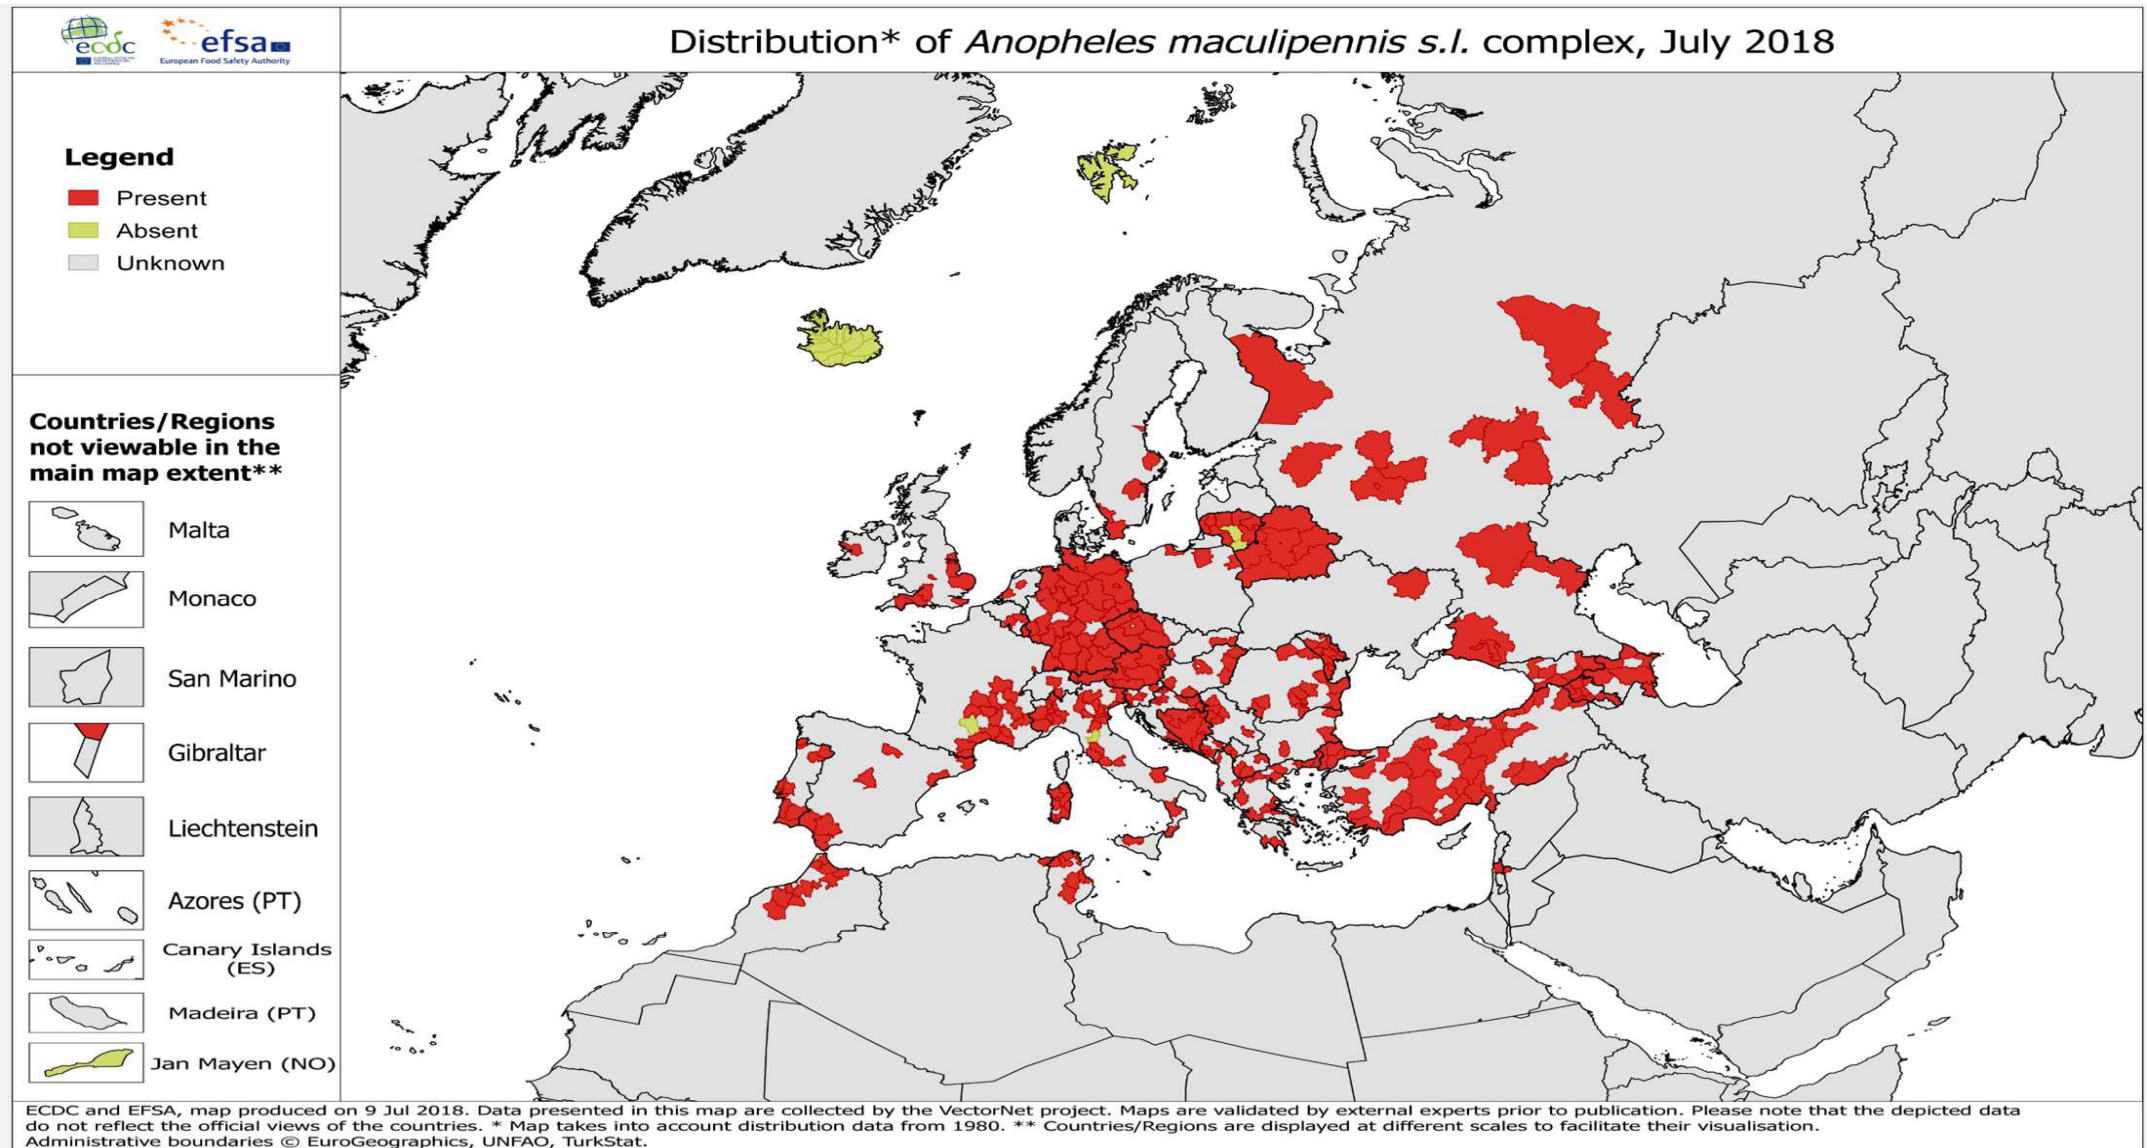 ecdc
efsa
European Food Safety Authority
Distribution* of Anopheles maculipennis s.l. complex, July 2018
Legend
Present
Absent
Unknown
Countries/Regions
not viewable in the
main map extent**
Malta
Monaco
San Marino
Gibraltar
Liechtenstein
Azores (PT)
Canary Islands
(ES)
Madeira (PT)
Jan Mayen (NO)
ECDC and EFSA, map produced on 9 Jul 2018. Data presented in this map are collected by the VectorNet project. Maps are validated by external experts prior to publication. Please note that the depicted data
do not reflect the official views of the countries. * Map takes into account distribution data from 1980. ** Countries/Regions are displayed at different scales to facilitate their visualisation.
Administrative boundaries © EuroGeographics, UNFAO, TurkStat.